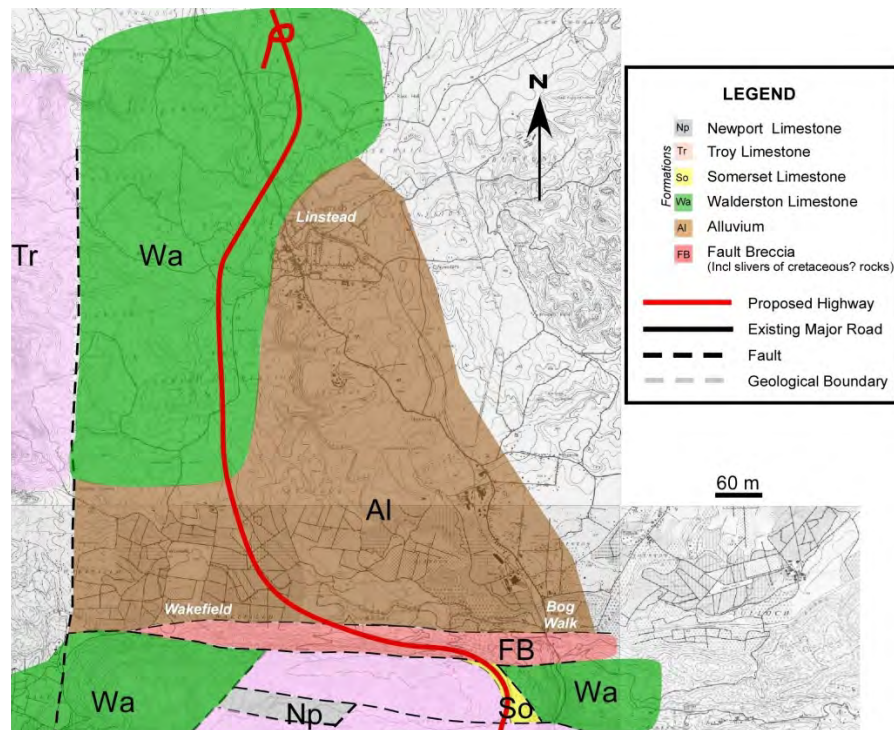 N
LEGEND
Formations
Np Newport Limestone
Tr Troy Limestone
So Somerset Limestone
Wa Walderston Limestone
Al Alluvium
FB Fault Breccia
(Incl slivers of cretaceous? rocks)
Proposed Highway
Existing Major Road
Fault
Geological Boundary
60 m
Linstead
Tr
Wa
Al
Wakefield
Bog
Walk
FB
Wa
Np
So
Wa